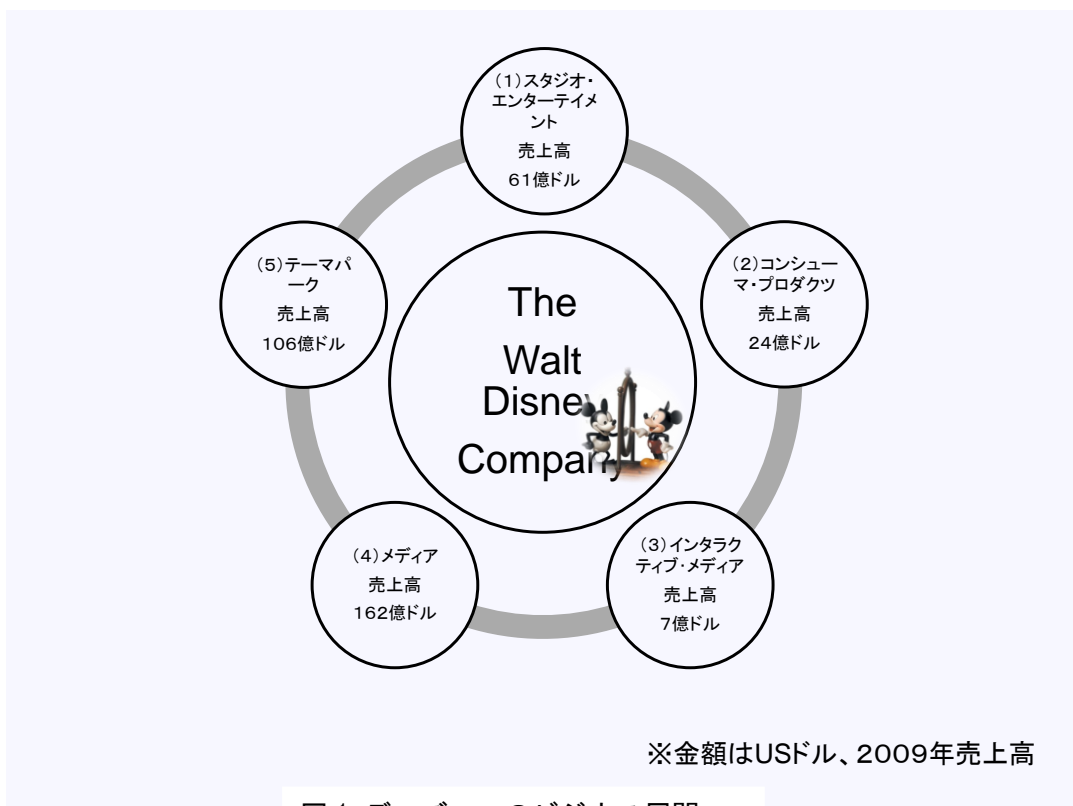 (1)スタジオ・
エンターテイメ
ント
売上高
61億ドル
(5)テーマパ
ーク
売上高
106億ドル
(2)コンシュー
マ・プロダクツ
売上高
24億ドル
The
Walt
Disney
Company
(4)メディア
売上高
162億ドル
(3)インタラク
ティブ・メディア
売上高
7億ドル
※金額はUSドル、2009年売上高